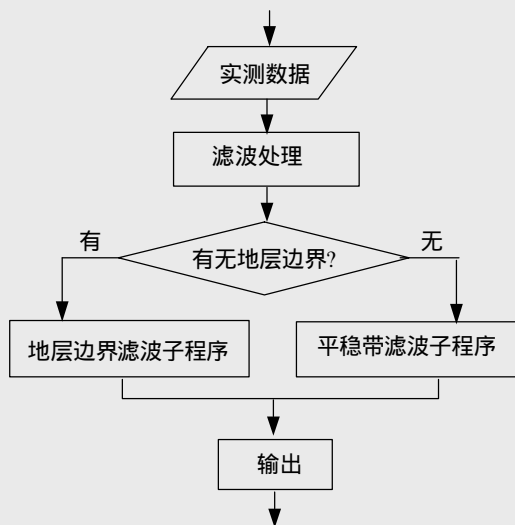 实测数据
滤波处理
有
无
有无地层边界?
地层边界滤波子程序
平稳带滤波子程序
输出